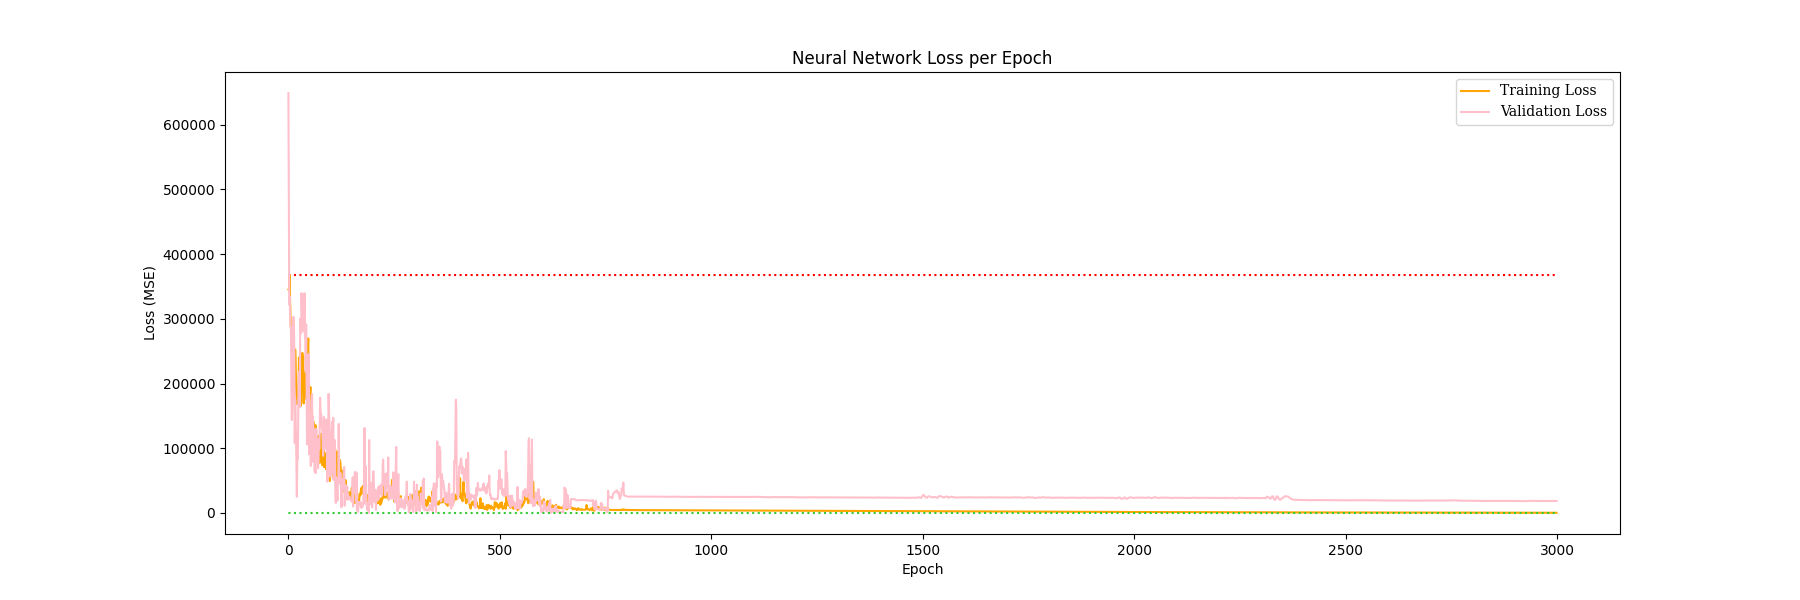 Neural Network Loss per Epoch
Training Loss
Validation Loss
600000
500000
400000
300000
200000
100000
0
Loss (MSE)
0 500 1000 1500 2000 2500 3000
Epoch